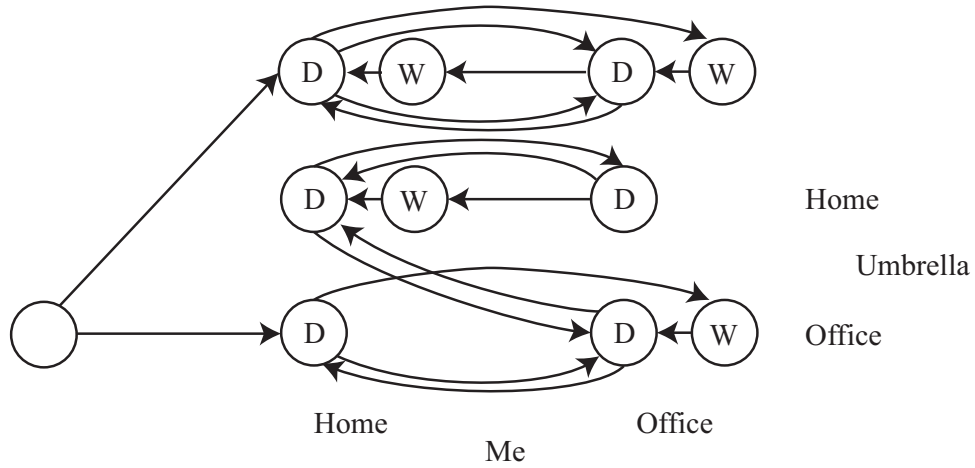 D W D W
D W D
Home
Umbrella
D D W
Office
Home Office
Me